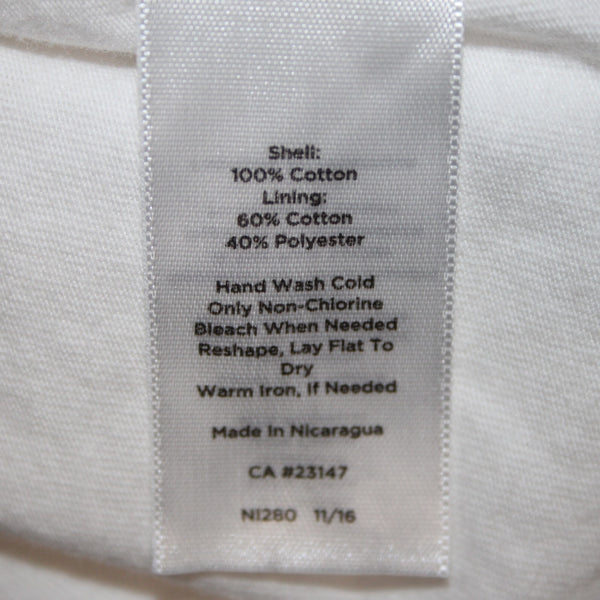 Shell:
100% Cotton
Lining:
60% Cotton
40% Polyester
Hand Wash Cold
Only Non-Chlorine
Bleach When Needed
Reshape, Lay Flat To
Dry
Warm Iron, If Needed
Made In Nicaragua
CA #23147
NI280 11/16